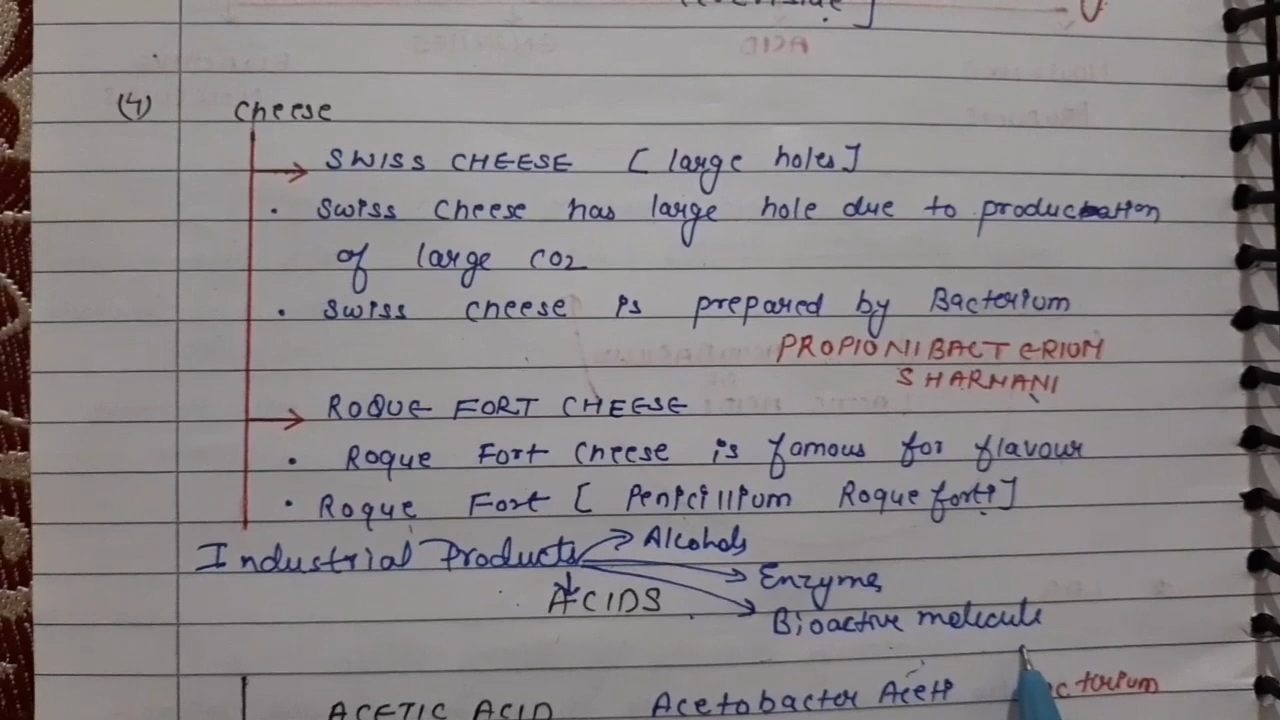 (4) Cheese
SWISS CHEESE [large holes]
• Swiss Cheese has large hole due to production
of large CO2
• Swiss cheese is prepared by Bacterium
PROPIONIBACTERIUM
SHARMANI
ROQUE FORT CHEESE
• Roque Fort Cheese is famous for flavour
• Roque Fort [Penicillium Roqueforti]
Industrial Products Alcohols
Enzymes
ACIDS
Bioactive molecule
ACETIC ACID Acetobacter Aceti cterium